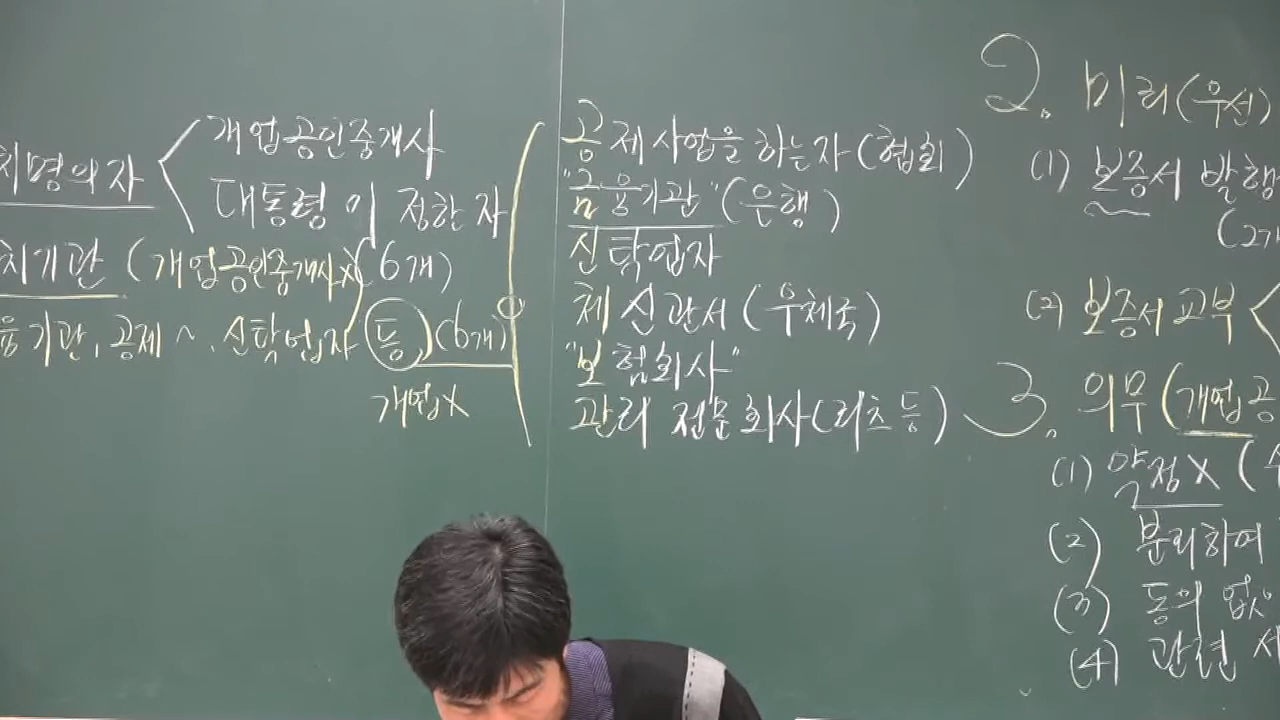 치명의자
개업공인중개사
대통령이 정한 자
치기관 (개업공인중개사x) (6개)
융기관, 공제 ~, 신탁업자 등 (6개)
개업x
공제사업을 하는자 (협회)
"금융기관" (은행)
신탁업자
체신관서 (우체국)
"보험회사"
관리 전문회사 (리츠 등)
2. 미리 (우선)
(1) 보증서 발행
(2개
(2) 보증서 교부
3. 의무 (개업공
(1) 약정x (
(2) 분리하여
(3) 동의 없
(4) 관련 서